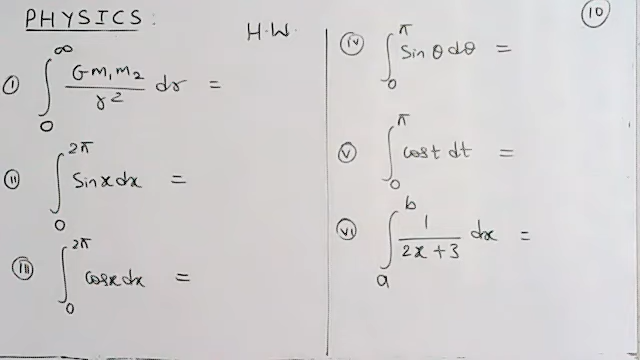 PHYSICS :
H.W.
10
i) ∫₀^∞ Gm₁m₂/r² dr =
ii) ∫₀^2π Sinx dx =
iii) ∫₀^2π cosx dx =
iv) ∫₀^π Sin θ dθ =
v) ∫₀^π cost dt =
vi) ∫ₐ^b 1/(2x+3) dx =